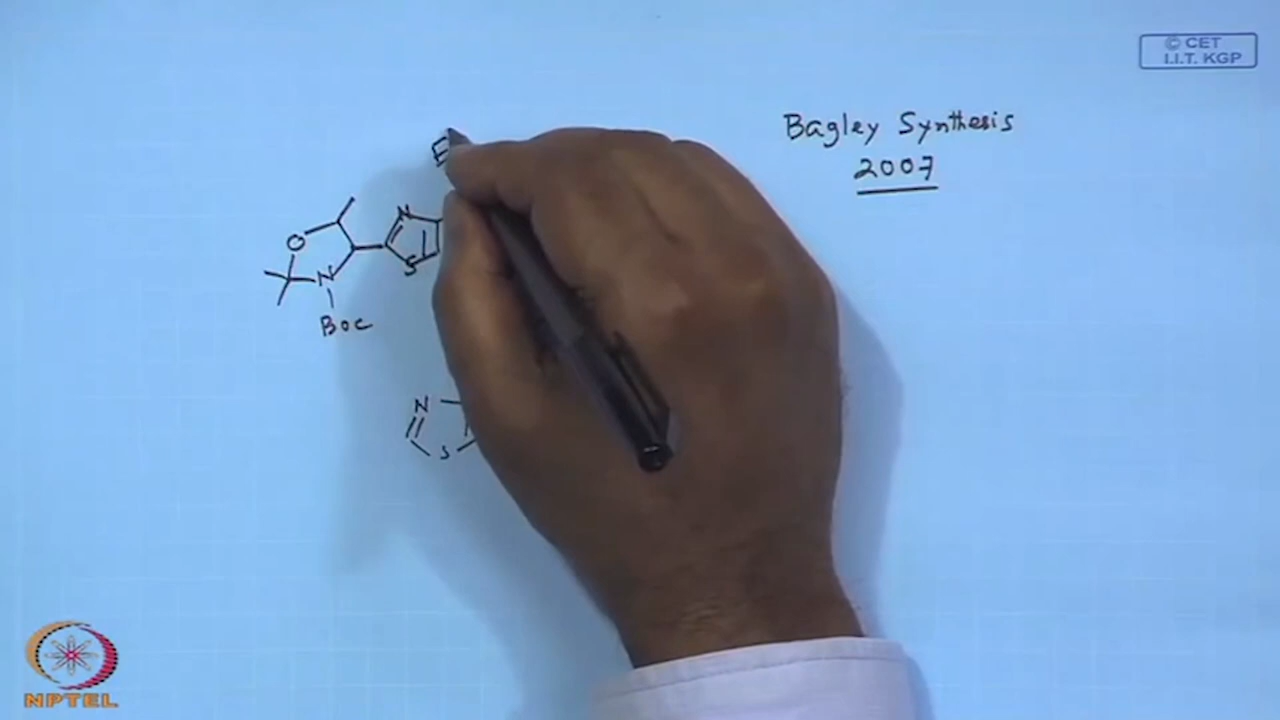 © CET
I.I.T. KGP
Bagley Synthesis
2007
E
N
O
S
N
Boc
N
S
NPTEL